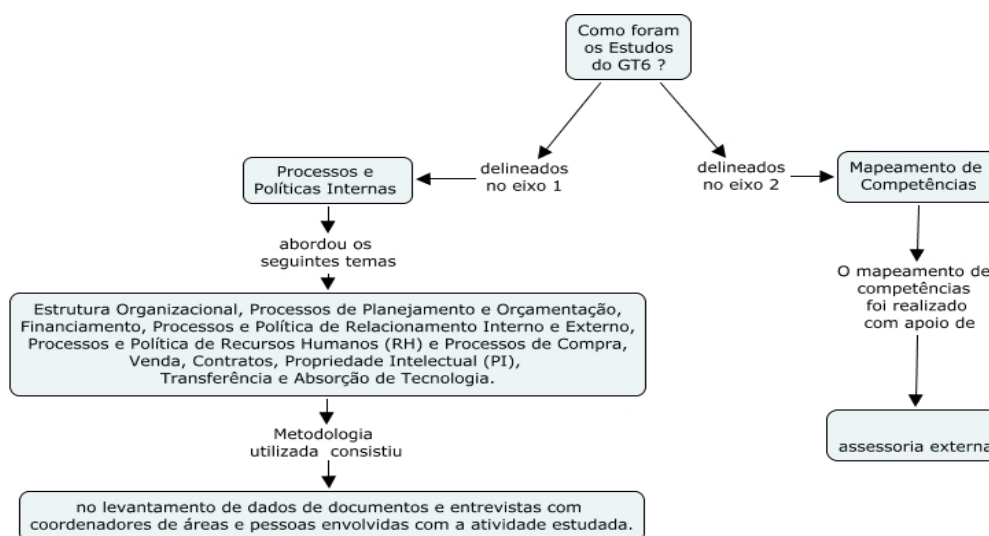 Como foram
os Estudos
do GT6 ?
delineados
no eixo 1
Processos e
Políticas Internas
abordou os
seguintes temas
Estrutura Organizacional, Processos de Planejamento e Orçamentação,
Financiamento, Processos e Política de Relacionamento Interno e Externo,
Processos e Política de Recursos Humanos (RH) e Processos de Compra,
Venda, Contratos, Propriedade Intelectual (PI),
Transferência e Absorção de Tecnologia.
Metodologia
utilizada consistiu
no levantamento de dados de documentos e entrevistas com
coordenadores de áreas e pessoas envolvidas com a atividade estudada.
delineados
no eixo 2
Mapeamento de
Competências
O mapeamento de
competências
foi realizado
com apoio de
assessoria externa